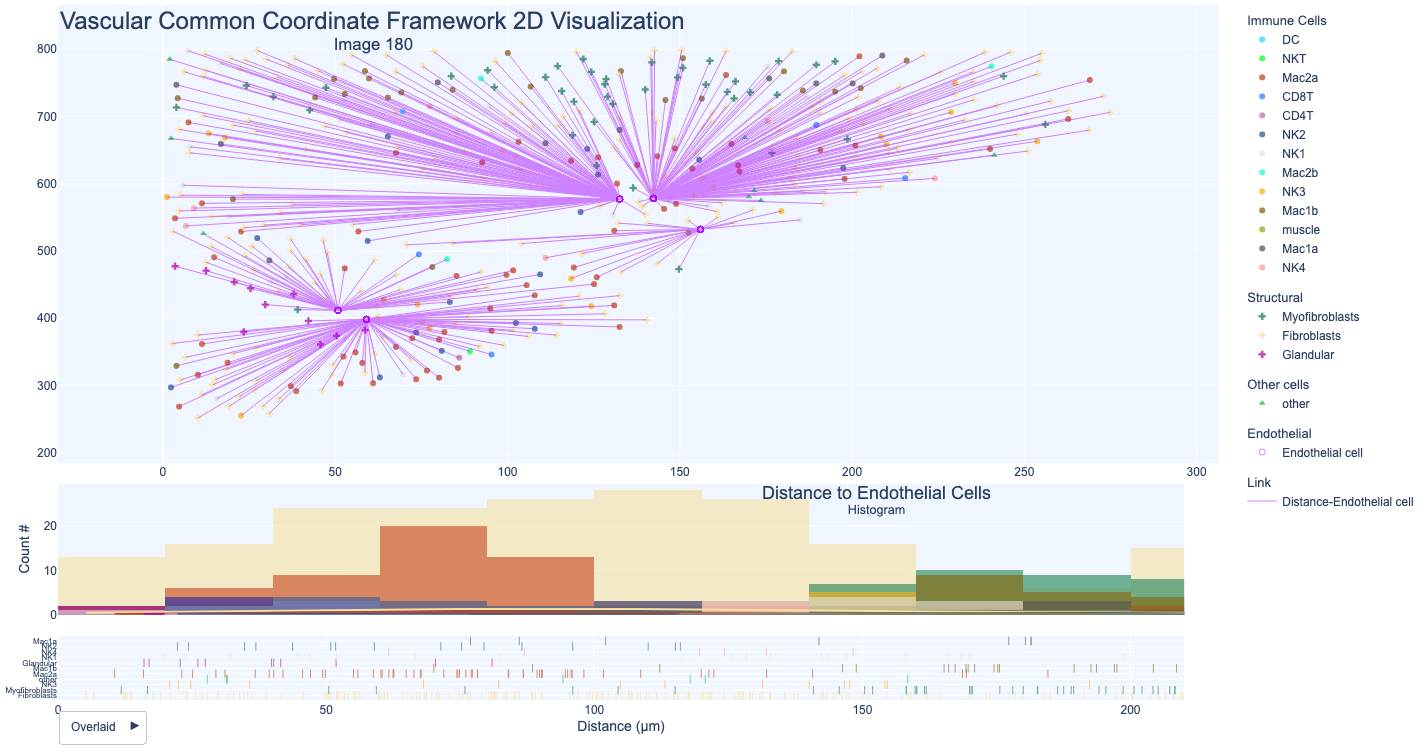 Vascular Common Coordinate Framework 2D Visualization
Image 180
800
700
600
500
400
300
200
0 50 100 150 200 250 300
Immune Cells
DC
NKT
Mac2a
CD8T
CD4T
NK2
NK1
Mac2b
NK3
Mac1b
muscle
Mac1a
NK4
Structural
Myofibroblasts
Fibroblasts
Glandular
Other cells
other
Endothelial
Endothelial cell
Link
Distance-Endothelial cell
Distance to Endothelial Cells
Histogram
Count #
20
10
0
Mac1a
NK2
NK4
NK1
Glandular
Mac1b
Mac2a
other
NK3
Myofibroblasts
Fibroblasts
0 50 100 150 200
Distance (μm)
Overlaid ►